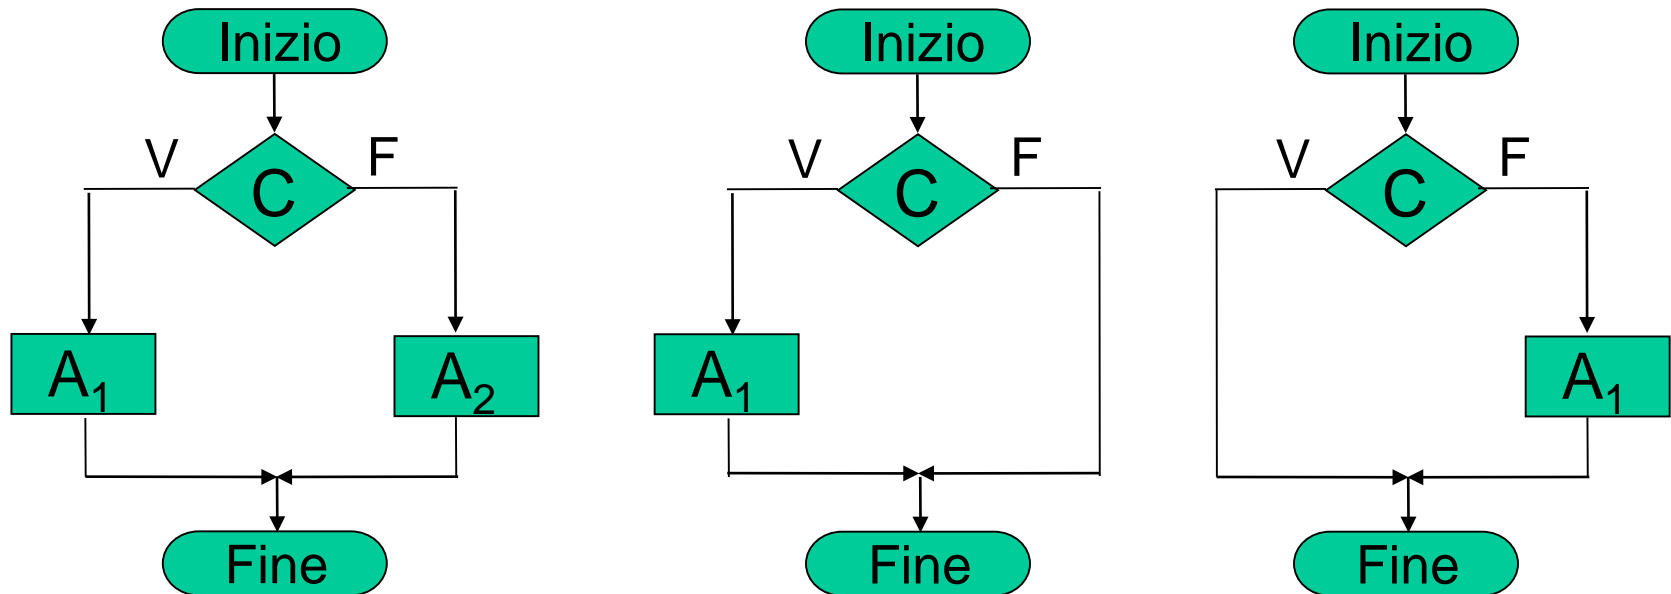 Inizio
V F
C
A1 A2
Fine
Inizio
V F
C
A1
Fine
Inizio
V F
C
A1
Fine